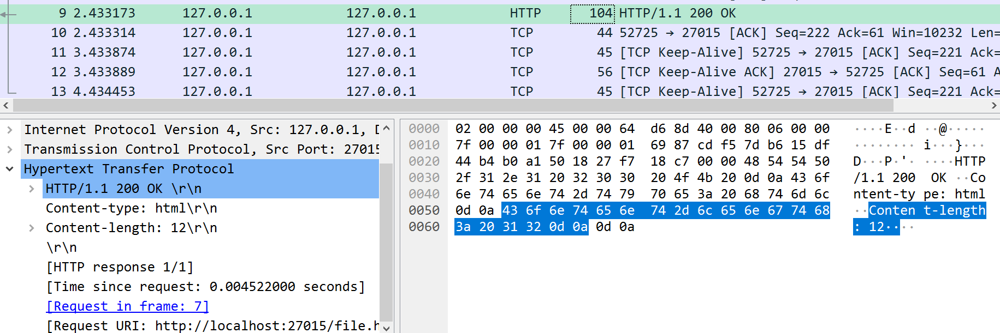 9 2.433173 127.0.0.1 127.0.0.1 HTTP 104 HTTP/1.1 200 OK
10 2.433314 127.0.0.1 127.0.0.1 TCP 44 52725 → 27015 [ACK] Seq=222 Ack=61 Win=10232 Len=
11 3.433874 127.0.0.1 127.0.0.1 TCP 45 [TCP Keep-Alive] 52725 → 27015 [ACK] Seq=221 Ack=
12 3.433889 127.0.0.1 127.0.0.1 TCP 56 [TCP Keep-Alive ACK] 27015 → 52725 [ACK] Seq=61 A
13 4.434453 127.0.0.1 127.0.0.1 TCP 45 [TCP Keep-Alive] 52725 → 27015 [ACK] Seq=221 Ack=
Internet Protocol Version 4, Src: 127.0.0.1, D
Transmission Control Protocol, Src Port: 27015
Hypertext Transfer Protocol
HTTP/1.1 200 OK \r\n
Content-type: html\r\n
Content-length: 12\r\n
\r\n
[HTTP response 1/1]
[Time since request: 0.004522000 seconds]
[Request in frame: 7]
[Request URI: http://localhost:27015/file.h
0000 02 00 00 00 45 00 00 64 d6 8d 40 00 80 06 00 00 ····E··d ··@·····
0010 7f 00 00 01 7f 00 00 01 69 87 cd f5 7d b6 15 df ········ i···}···
0020 44 b4 b0 a1 50 18 27 f7 18 c7 00 00 48 54 54 50 D···P·'· ····HTTP
0030 2f 31 2e 31 20 32 30 30 20 4f 4b 20 0d 0a 43 6f /1.1 200 OK ··Co
0040 6e 74 65 6e 74 2d 74 79 70 65 3a 20 68 74 6d 6c ntent-ty pe: html
0050 0d 0a 43 6f 6e 74 65 6e 74 2d 6c 65 6e 67 74 68 ··Conten t-length
0060 3a 20 31 32 0d 0a 0d 0a : 12····